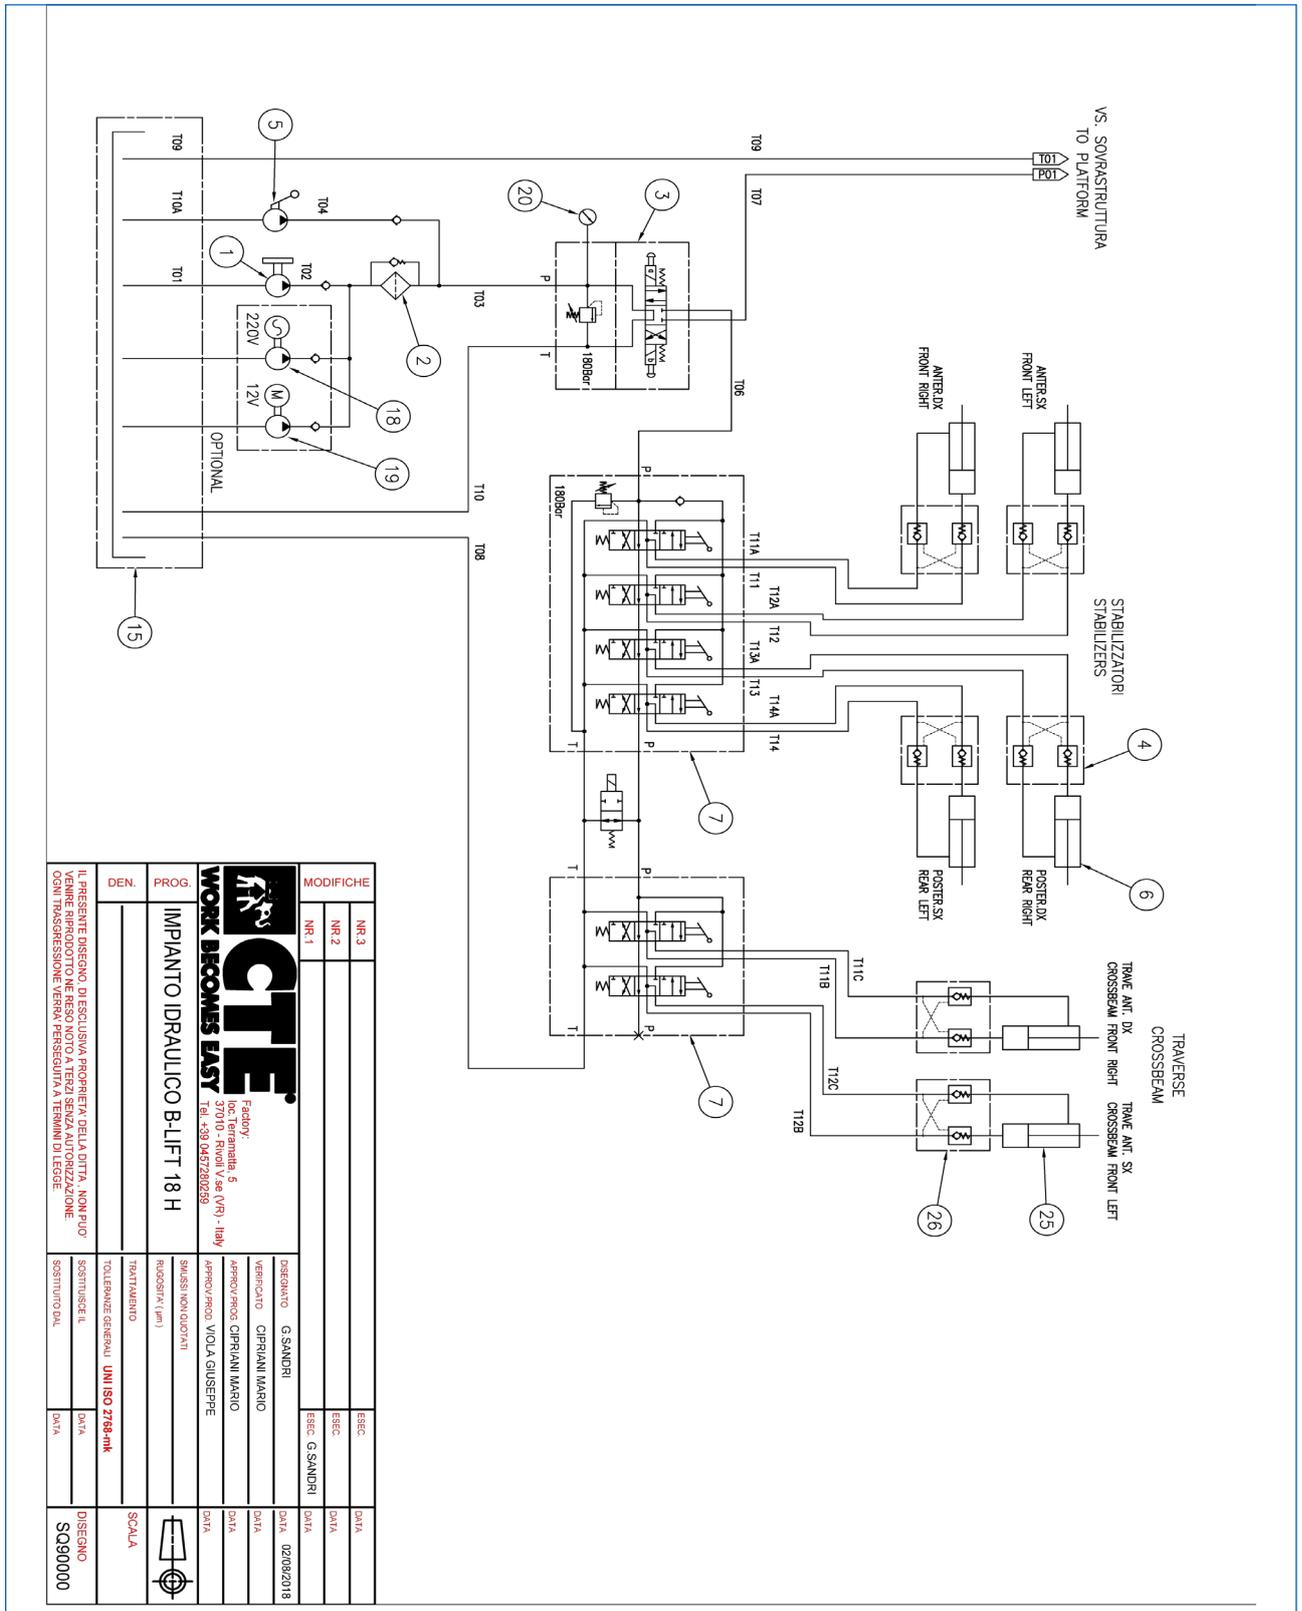 VS. SOVRASTRUTTURA
TO PLATFORM
T01
P01
T09
T07
T09
T10A
T01
T04
T02
T03
T06
T10
T08
5
1
2
20
3
18
19
15
220V
12V
S
M
OPTIONAL
a
b
P
T
180Bar
P
180Bar
T11A
T11
T12A
T12
T13A
T13
T14A
T14
T
P
7
ANTER.DX
FRONT RIGHT
ANTER.SX
FRONT LEFT
STABILIZZATORI
STABILIZERS
POSTER.SX
REAR LEFT
POSTER.DX
REAR RIGHT
4
6
T
P
T
P
7
T11C
T11B
T12C
T12B
TRAVERSE
CROSSBEAM
TRAVE ANT. DX
CROSSBEAM FRONT RIGHT
TRAVE ANT. SX
CROSSBEAM FRONT LEFT
25
26
MODIFICHE
NR.3
NR.2
NR.1
ESEC.
ESEC.
ESEC. G.SANDRI
DATA
DATA
DATA
CTE
WORK BECOMES EASY
Factory:
loc.Terramatta, 5
37010 - Rivoli V.se (VR) - Italy
Tel. +39 0457280259
DISEGNATO G.SANDRI
DATA 02/08/2018
VERIFICATO CIPRIANI MARIO
DATA
APPROV.PROG. CIPRIANI MARIO
DATA
APPROV.PROD. VIOLA GIUSEPPE
DATA
PROG.
IMPIANTO IDRAULICO B-LIFT 18 H
SMUSSI NON QUOTATI
RUGOSITA' ( µm )
DEN.
TRATTAMENTO
TOLLERANZE GENERALI UNI ISO 2768-mk
SCALA
IL PRESENTE DISEGNO, DI ESCLUSIVA PROPRIETA' DELLA DITTA , NON PUO'
VENIRE RIPRODOTTO NE RESO NOTO A TERZI SENZA AUTORIZZAZIONE.
OGNI TRASGRESSIONE VERRA' PERSEGUITA A TERMINI DI LEGGE.
SOSTITUISCE IL
DATA
SOSTITUITO DAL
DATA
DISEGNO
SQ90000